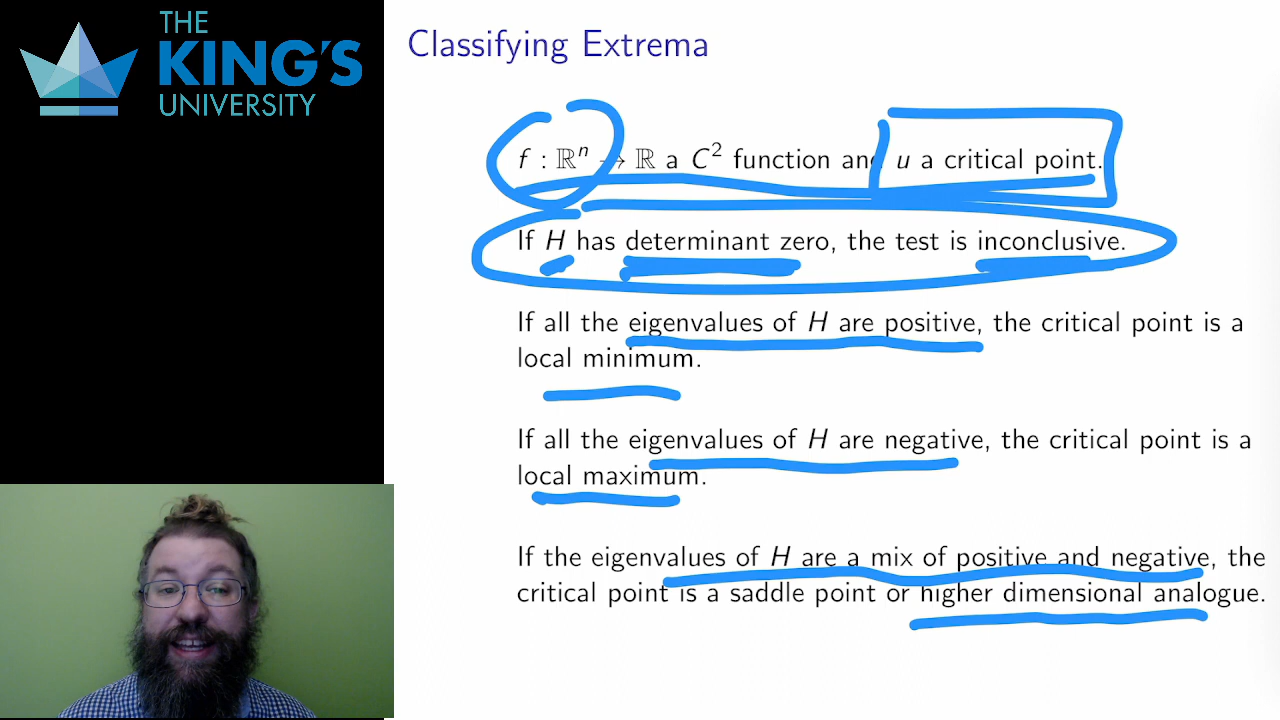 THE
KING'S
UNIVERSITY
Classifying Extrema
f : ℝⁿ → ℝ a C² function and u a critical point.
If H has determinant zero, the test is inconclusive.
If all the eigenvalues of H are positive, the critical point is a
local minimum.
If all the eigenvalues of H are negative, the critical point is a
local maximum.
If the eigenvalues of H are a mix of positive and negative, the
critical point is a saddle point or higher dimensional analogue.